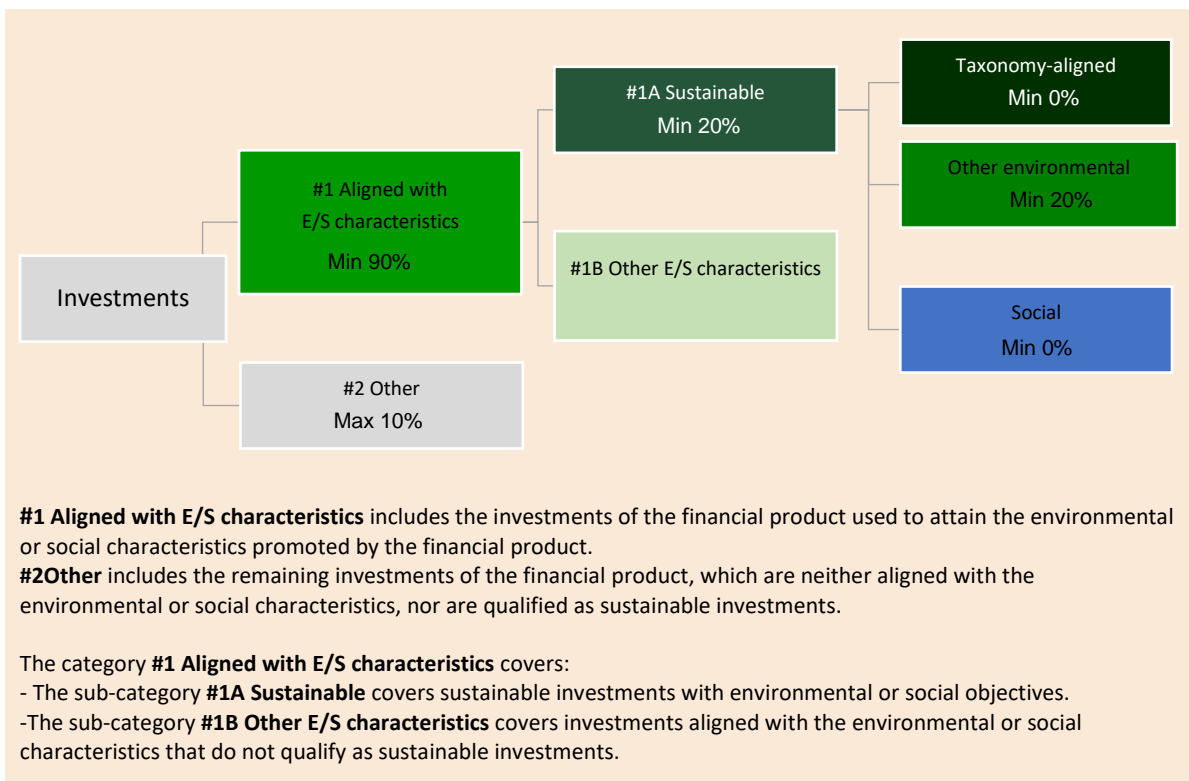 Investments
#1 Aligned with
E/S characteristics
Min 90%
#2 Other
Max 10%
#1A Sustainable
Min 20%
#1B Other E/S characteristics
Taxonomy-aligned
Min 0%
Other environmental
Min 20%
Social
Min 0%
#1 Aligned with E/S characteristics includes the investments of the financial product used to attain the environmental
or social characteristics promoted by the financial product.
#2Other includes the remaining investments of the financial product, which are neither aligned with the
environmental or social characteristics, nor are qualified as sustainable investments.
The category #1 Aligned with E/S characteristics covers:
- The sub-category #1A Sustainable covers sustainable investments with environmental or social objectives.
-The sub-category #1B Other E/S characteristics covers investments aligned with the environmental or social
characteristics that do not qualify as sustainable investments.